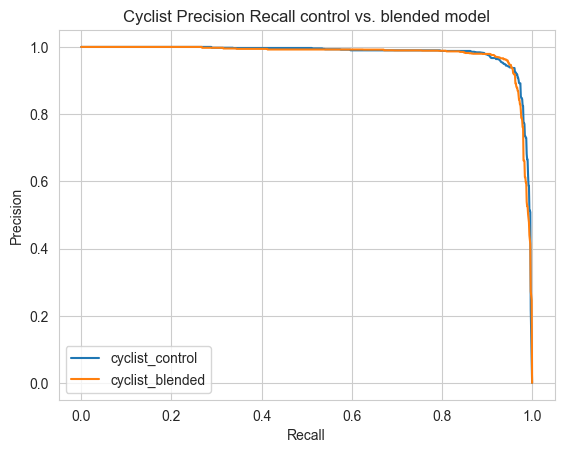 Cyclist Precision Recall control vs. blended model
1.0
0.8
0.6
0.4
0.2
0.0
Precision
cyclist_control
cyclist_blended
0.0 0.2 0.4 0.6 0.8 1.0
Recall